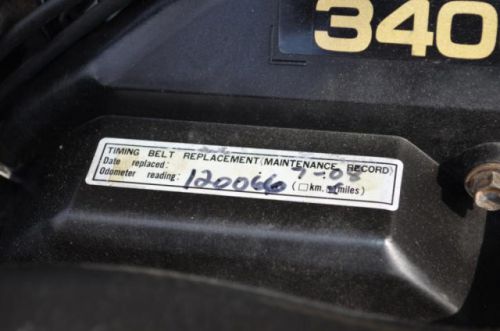 340
TIMING BELT REPLACEMENT (MAINTENANCE RECORD)
Date replaced: 7-05
Odometer reading: 120066 (□km. ☑miles)